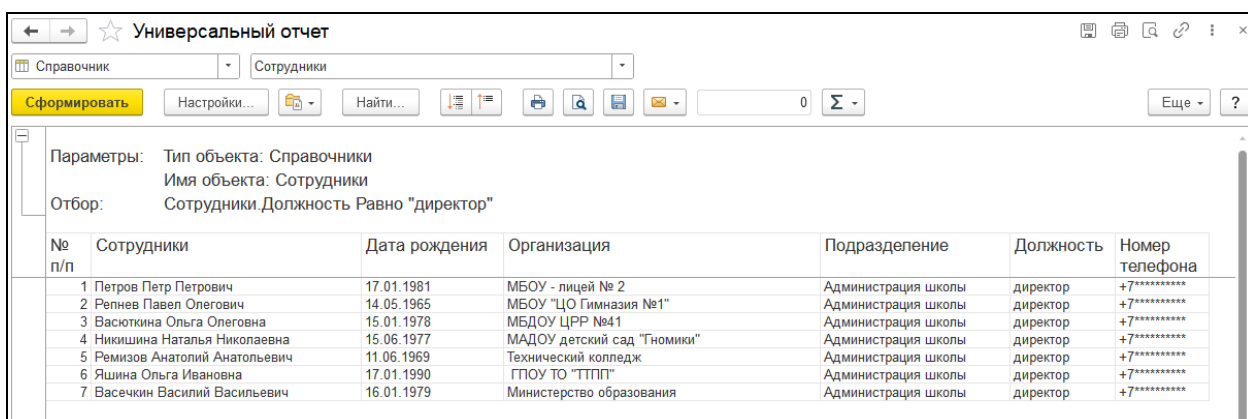 Универсальный отчет
Справочник Сотрудники
Сформировать Настройки... Найти... 0 Σ Еще ?
Параметры: Тип объекта: Справочники
Имя объекта: Сотрудники
Отбор: Сотрудники.Должность Равно "директор"
№ п/п Сотрудники Дата рождения Организация Подразделение Должность Номер телефона
1 Петров Петр Петрович 17.01.1981 МБОУ - лицей № 2 Администрация школы директор +7**********
2 Репнев Павел Олегович 14.05.1965 МБОУ "ЦО Гимназия №1" Администрация школы директор +7**********
3 Васюткина Ольга Олеговна 15.01.1978 МБДОУ ЦРР №41 Администрация школы директор +7**********
4 Никишина Наталья Николаевна 15.06.1977 МАДОУ детский сад "Гномики" Администрация школы директор +7**********
5 Ремизов Анатолий Анатольевич 11.06.1969 Технический колледж Администрация школы директор +7**********
6 Яшина Ольга Ивановна 17.01.1990 ГПОУ ТО "ТТПП" Администрация школы директор +7**********
7 Васечкин Василий Васильевич 16.01.1979 Министерство образования Администрация школы директор +7**********